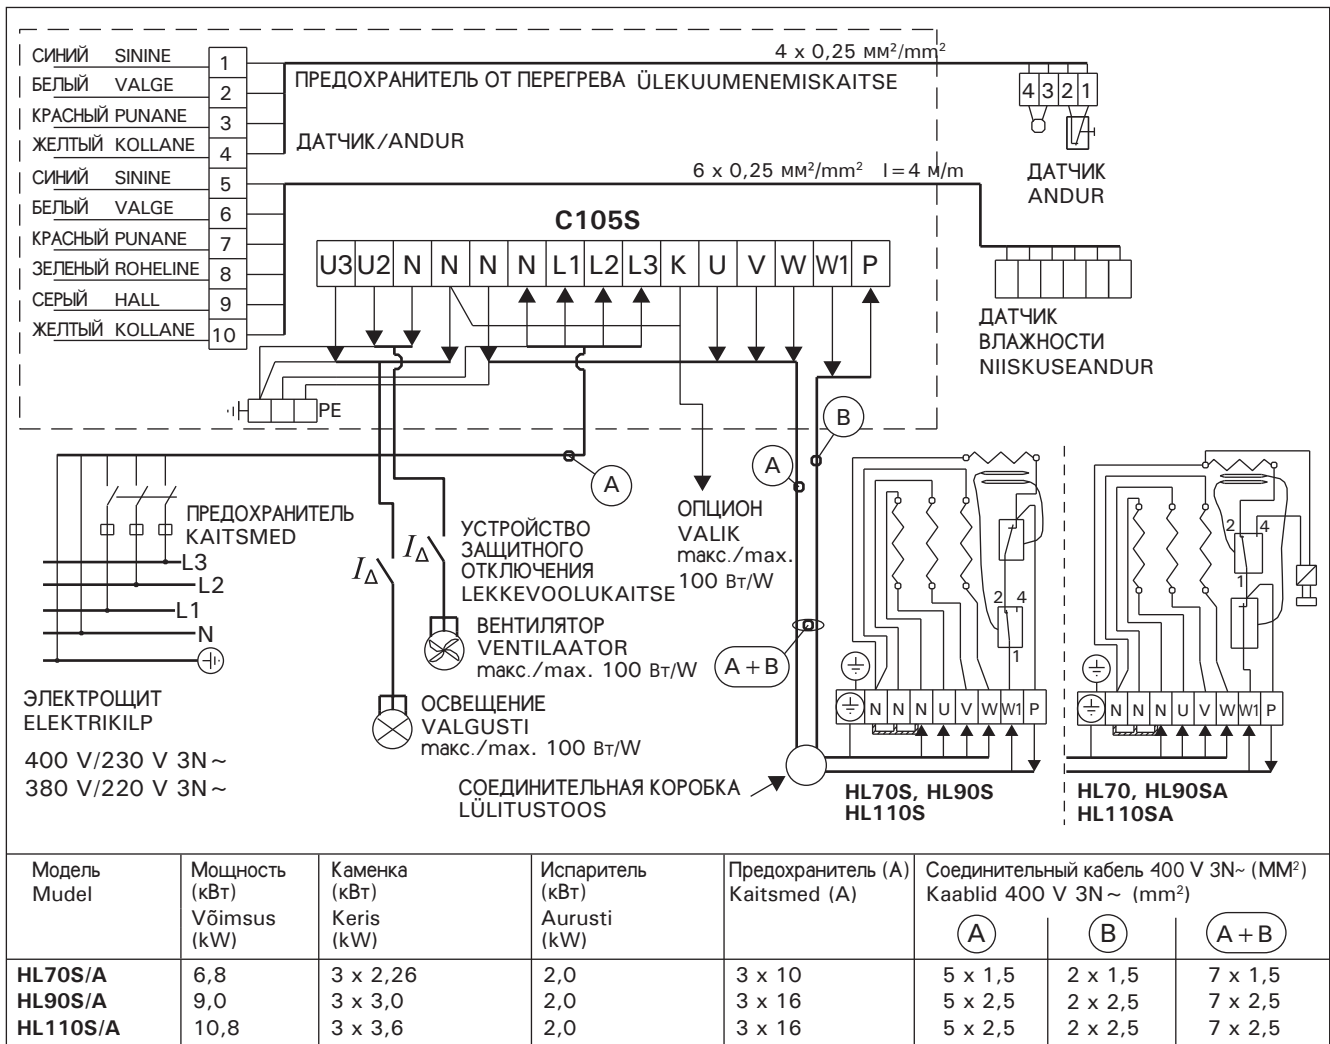 СИНИЙ SININE 1
БЕЛЫЙ VALGE 2
КРАСНЫЙ PUNANE 3
ЖЕЛТЫЙ KOLLANE 4
СИНИЙ SININE 5
БЕЛЫЙ VALGE 6
КРАСНЫЙ PUNANE 7
ЗЕЛЕНЫЙ ROHELINE 8
СЕРЫЙ HALL 9
ЖЕЛТЫЙ KOLLANE 10
4 x 0,25 мм²/mm²
ПРЕДОХРАНИТЕЛЬ ОТ ПЕРЕГРЕВА ÜLEKUUMENEMISKAITSE
ДАТЧИК/ANDUR
4 3 2 1
ДАТЧИК
ANDUR
6 x 0,25 мм²/mm² l=4 м/m
C105S
U3 U2 N N N N L1 L2 L3 K U V W W1 P
ДАТЧИК
ВЛАЖНОСТИ
NIISKUSEANDUR
PE
B
A
A
ПРЕДОХРАНИТЕЛЬ
KAITSMED
L3
L2
L1
N
ЭЛЕКТРОЩИТ
ELEKTRIKILP
400 V/230 V 3N~
380 V/220 V 3N~
I∆
I∆
УСТРОЙСТВО
ЗАЩИТНОГО
ОТКЛЮЧЕНИЯ
LEKKEVOOLUKAITSE
ВЕНТИЛЯТОР
VENTILAATOR
макс./max. 100 Вт/W
ОСВЕЩЕНИЕ
VALGUSTI
макс./max. 100 Вт/W
ОПЦИОН
VALIK
макс./max.
100 Вт/W
A+B
СОЕДИНИТЕЛЬНАЯ КОРОБКА
LÜLITUSTOOS
2 4
1
N N N U V W W1 P
HL70S, HL90S
HL110S
2 4
1
N N N U V W W1 P
HL70, HL90SA
HL110SA
Модель
Mudel
Мощность
(кВт)
Võimsus
(kW)
Каменка
(кВт)
Keris
(kW)
Испаритель
(кВт)
Aurusti
(kW)
Предохранитель (A)
Kaitsmed (A)
Соединительный кабель 400 V 3N~ (ММ²)
Kaablid 400 V 3N~ (mm²)
A B A+B
HL70S/A 6,8 3 x 2,26 2,0 3 x 10 5 x 1,5 2 x 1,5 7 x 1,5
HL90S/A 9,0 3 x 3,0 2,0 3 x 16 5 x 2,5 2 x 2,5 7 x 2,5
HL110S/A 10,8 3 x 3,6 2,0 3 x 16 5 x 2,5 2 x 2,5 7 x 2,5